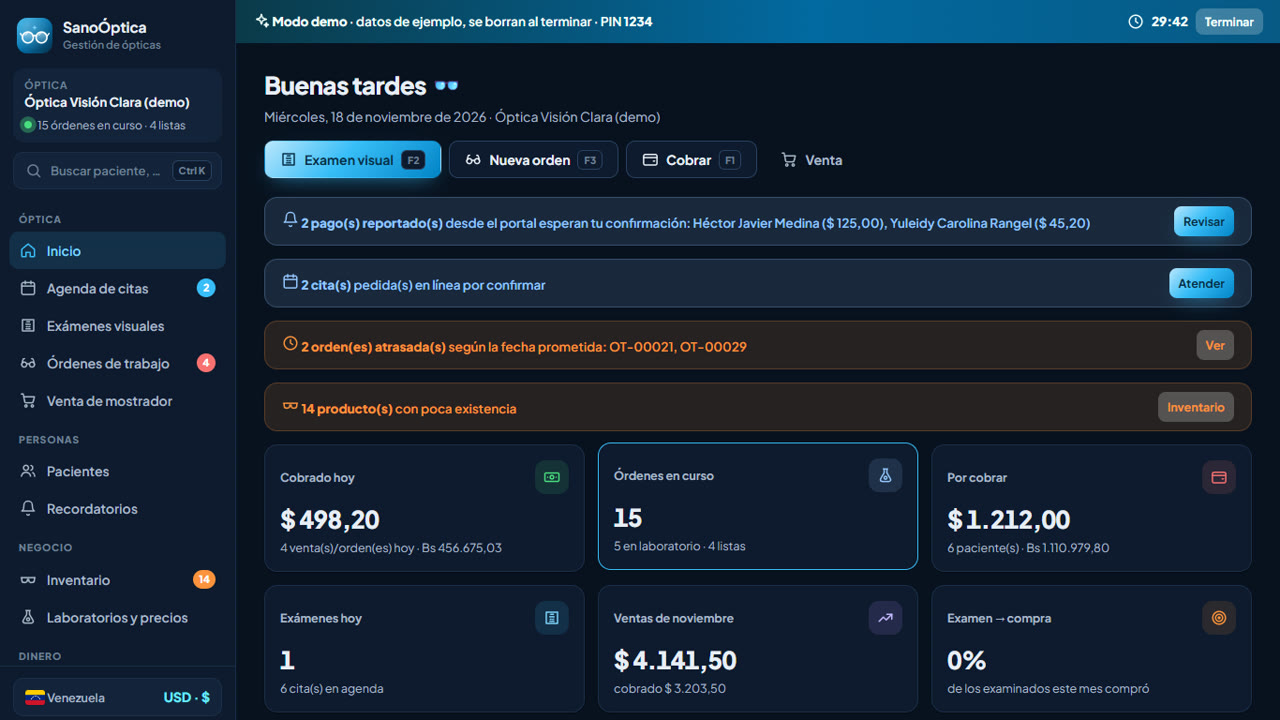 SanoÓptica
Gestión de ópticas
ÓPTICA
Óptica Visión Clara (demo)
15 órdenes en curso · 4 listas
Buscar paciente, ... Ctrl K
ÓPTICA
Inicio
Agenda de citas 2
Exámenes visuales
Órdenes de trabajo 4
Venta de mostrador
PERSONAS
Pacientes
Recordatorios
NEGOCIO
Inventario 14
Laboratorios y precios
DINERO
Venezuela USD · $
Modo demo · datos de ejemplo, se borran al terminar · PIN 1234
29:42 Terminar
Buenas tardes
Miércoles, 18 de noviembre de 2026 · Óptica Visión Clara (demo)
Examen visual F2 Nueva orden F3 Cobrar F1 Venta
2 pago(s) reportado(s) desde el portal esperan tu confirmación: Héctor Javier Medina ($ 125,00), Yuleidy Carolina Rangel ($ 45,20) Revisar
2 cita(s) pedida(s) en línea por confirmar Atender
2 orden(es) atrasada(s) según la fecha prometida: OT-00021, OT-00029 Ver
14 producto(s) con poca existencia Inventario
Cobrado hoy
$ 498,20
4 venta(s)/orden(es) hoy · Bs 456.675,03
Órdenes en curso
15
5 en laboratorio · 4 listas
Por cobrar
$ 1.212,00
6 paciente(s) · Bs 1.110.979,80
Exámenes hoy
1
6 cita(s) en agenda
Ventas de noviembre
$ 4.141,50
cobrado $ 3.203,50
Examen → compra
0%
de los examinados este mes compró